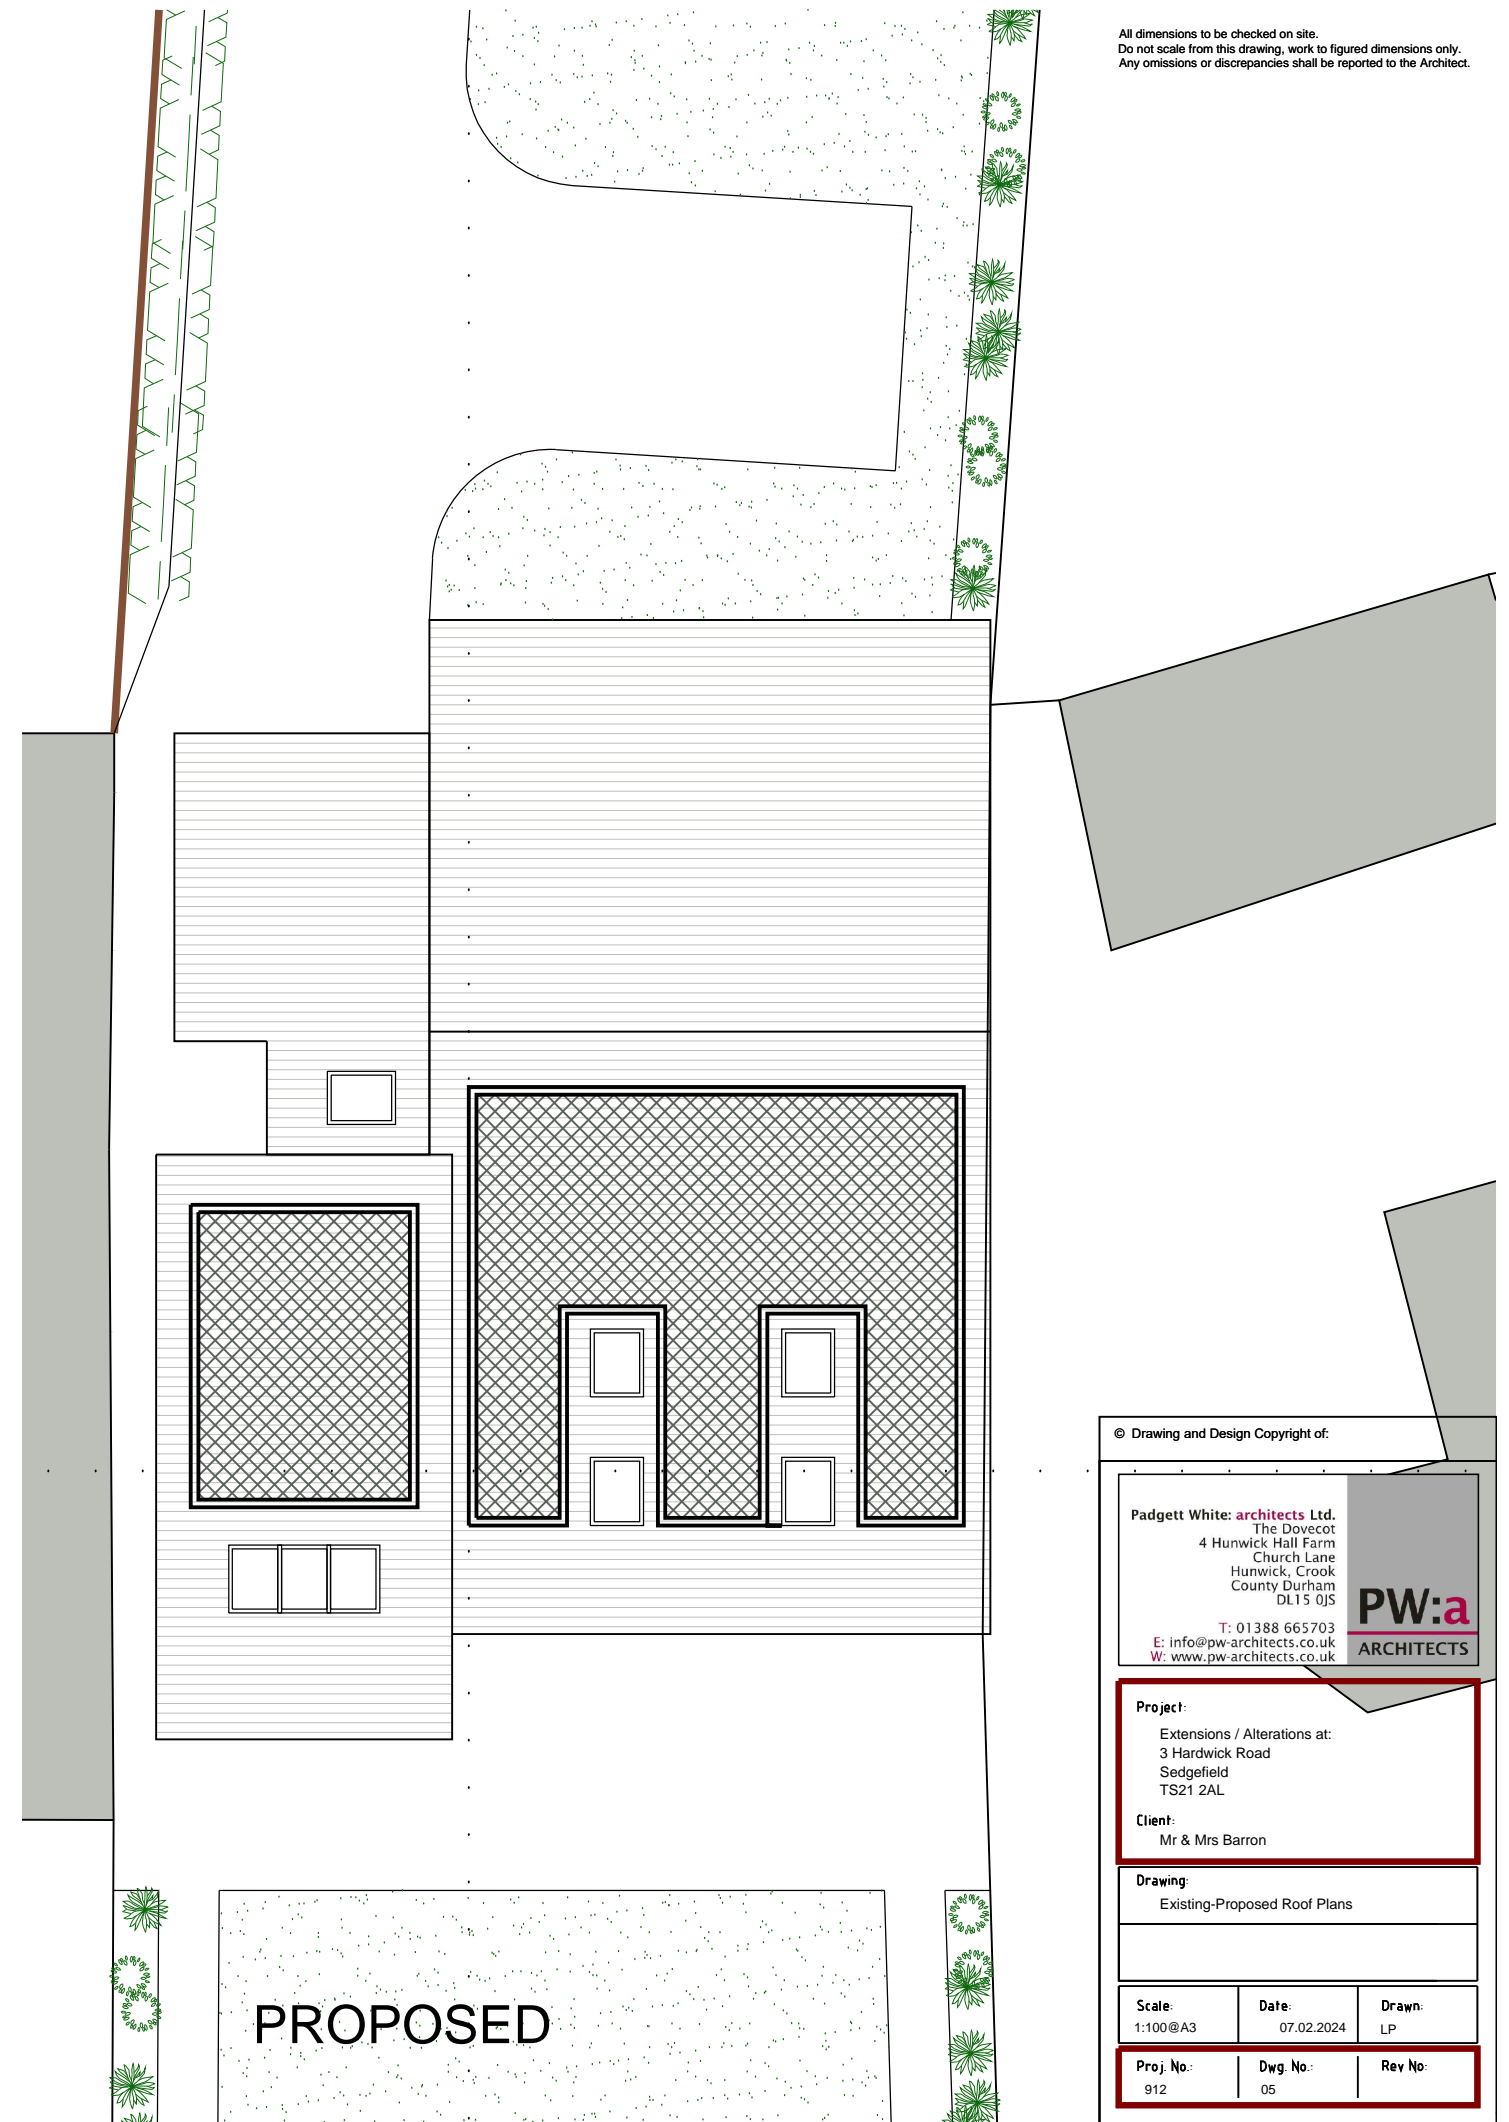 All dimensions to be checked on site.
Do not scale from this drawing, work to figured dimensions only.
Any omissions or discrepancies shall be reported to the Architect.
© Drawing and Design Copyright of:
Padgett White: architects Ltd.
The Dovecot
4 Hunwick Hall Farm
Church Lane
Hunwick, Crook
County Durham
DL15 0JS
T: 01388 665703
E: info@pw-architects.co.uk
W: www.pw-architects.co.uk
PW:a
ARCHITECTS
Project:
Extensions / Alterations at:
3 Hardwick Road
Sedgefield
TS21 2AL
Client:
Mr & Mrs Barron
Drawing:
Existing-Proposed Roof Plans
Scale: Date: Drawn:
1:100@A3 07.02.2024 LP
Proj. No.: Dwg. No.: Rev No:
912 05
PROPOSED